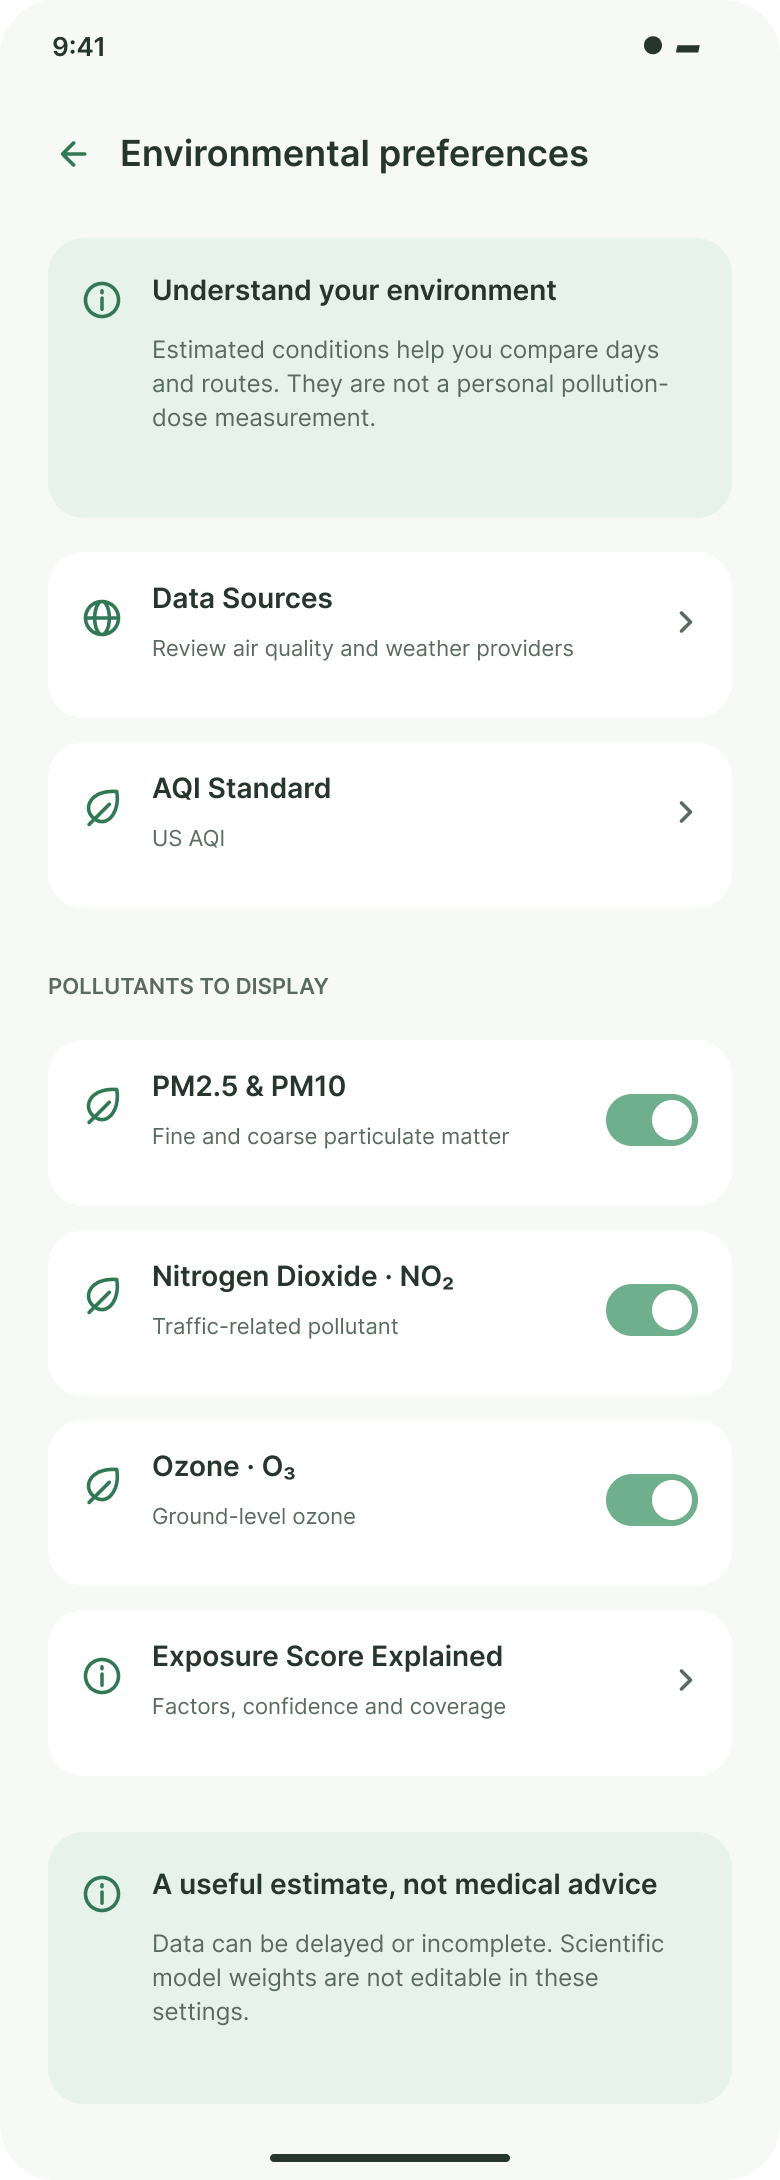 9:41
Environmental preferences
Understand your environment
Estimated conditions help you compare days
and routes. They are not a personal pollution-
dose measurement.
Data Sources
Review air quality and weather providers
AQI Standard
US AQI
POLLUTANTS TO DISPLAY
PM2.5 & PM10
Fine and coarse particulate matter
Nitrogen Dioxide · NO₂
Traffic-related pollutant
Ozone · O₃
Ground-level ozone
Exposure Score Explained
Factors, confidence and coverage
A useful estimate, not medical advice
Data can be delayed or incomplete. Scientific
model weights are not editable in these
settings.